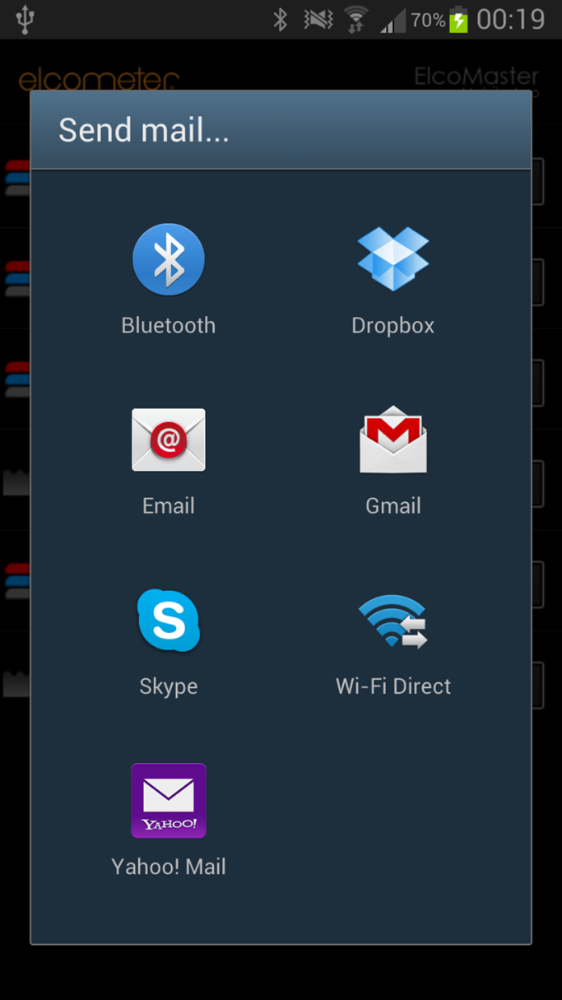 70% 00:19
elcometer ElcoMaster
Send mail...
Bluetooth Dropbox
@
Email Gmail
S
Skype Wi-Fi Direct
YAHOO!
Yahoo! Mail